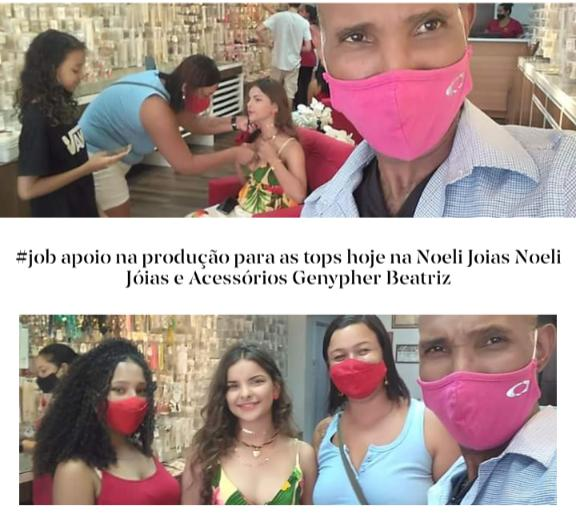 #job apoio na produção para as tops hoje na Noeli Joias Noeli
Jóias e Acessórios Genypher Beatriz